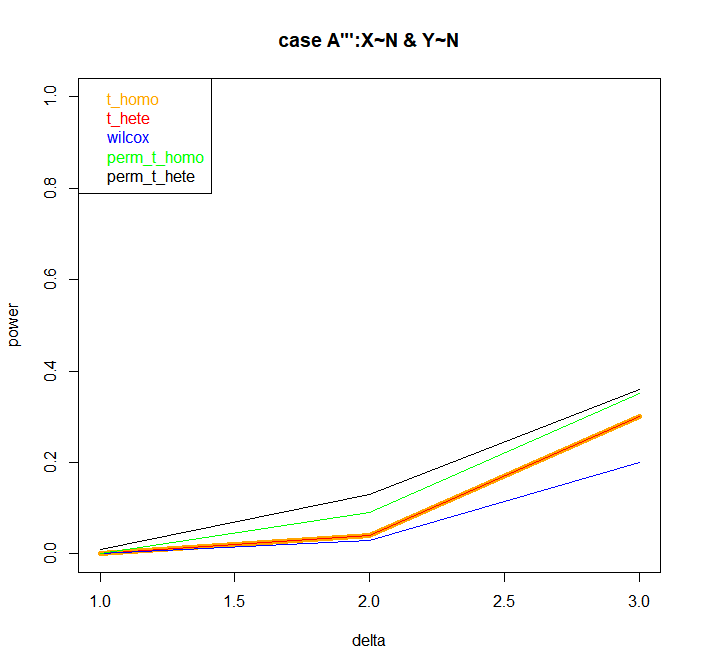 case A''':X~N & Y~N
t_homo
t_hete
wilcox
perm_t_homo
perm_t_hete
power
1.0
0.8
0.6
0.4
0.2
0.0
1.0 1.5 2.0 2.5 3.0
delta